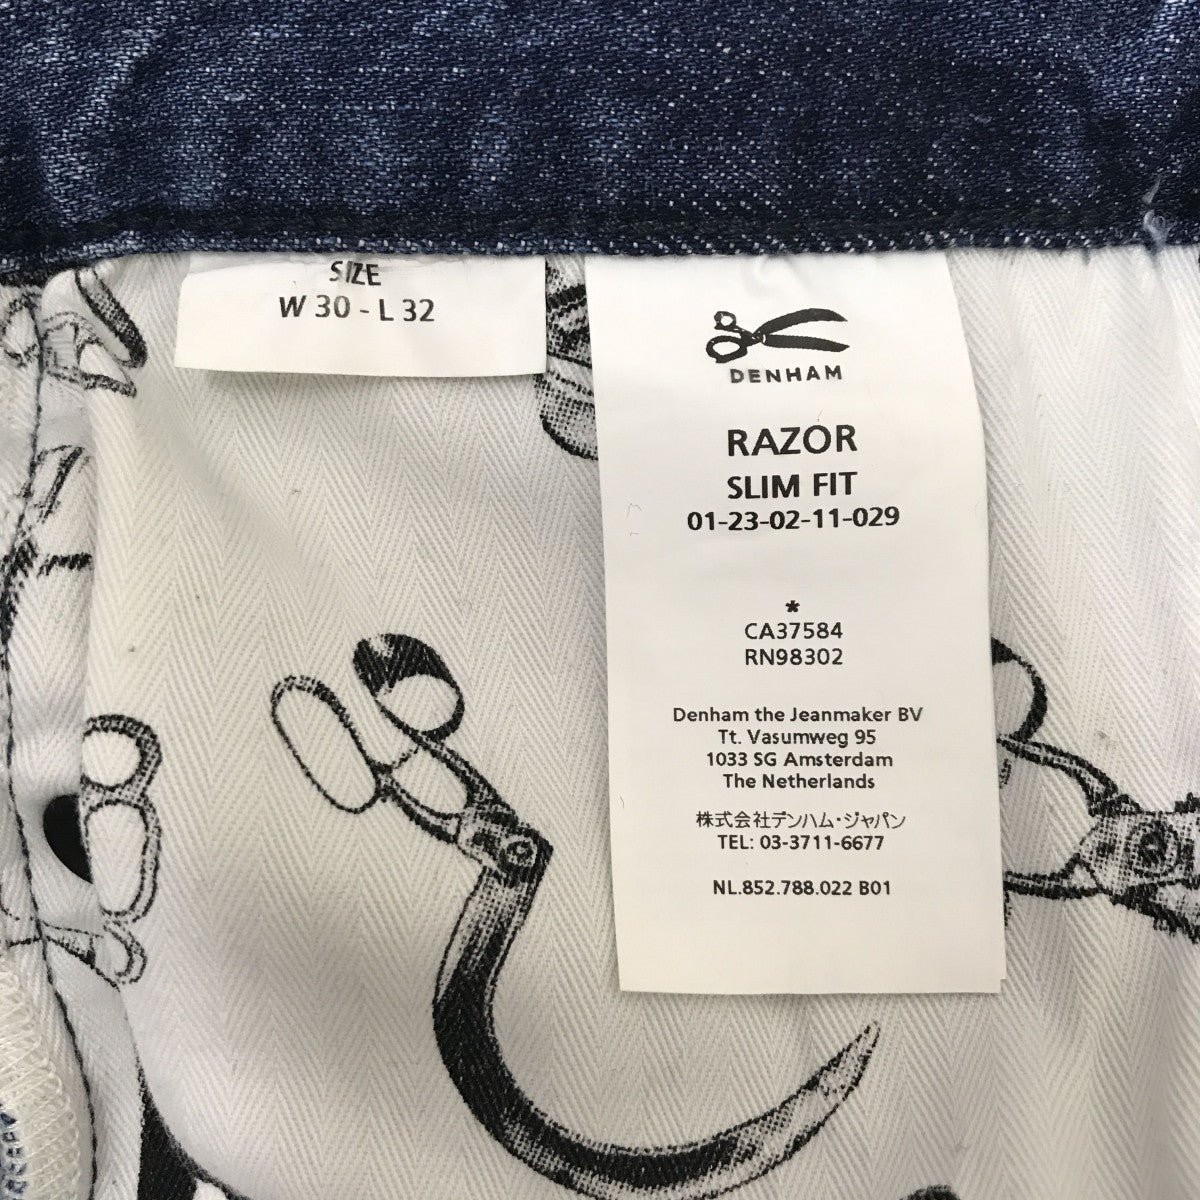 SIZE
W 30 - L 32
DENHAM
RAZOR
SLIM FIT
01-23-02-11-029
*
CA37584
RN98302
Denham the Jeanmaker BV
Tt. Vasumweg 95
1033 SG Amsterdam
The Netherlands
株式会社デンハム・ジャパン
TEL: 03-3711-6677
NL.852.788.022 B01